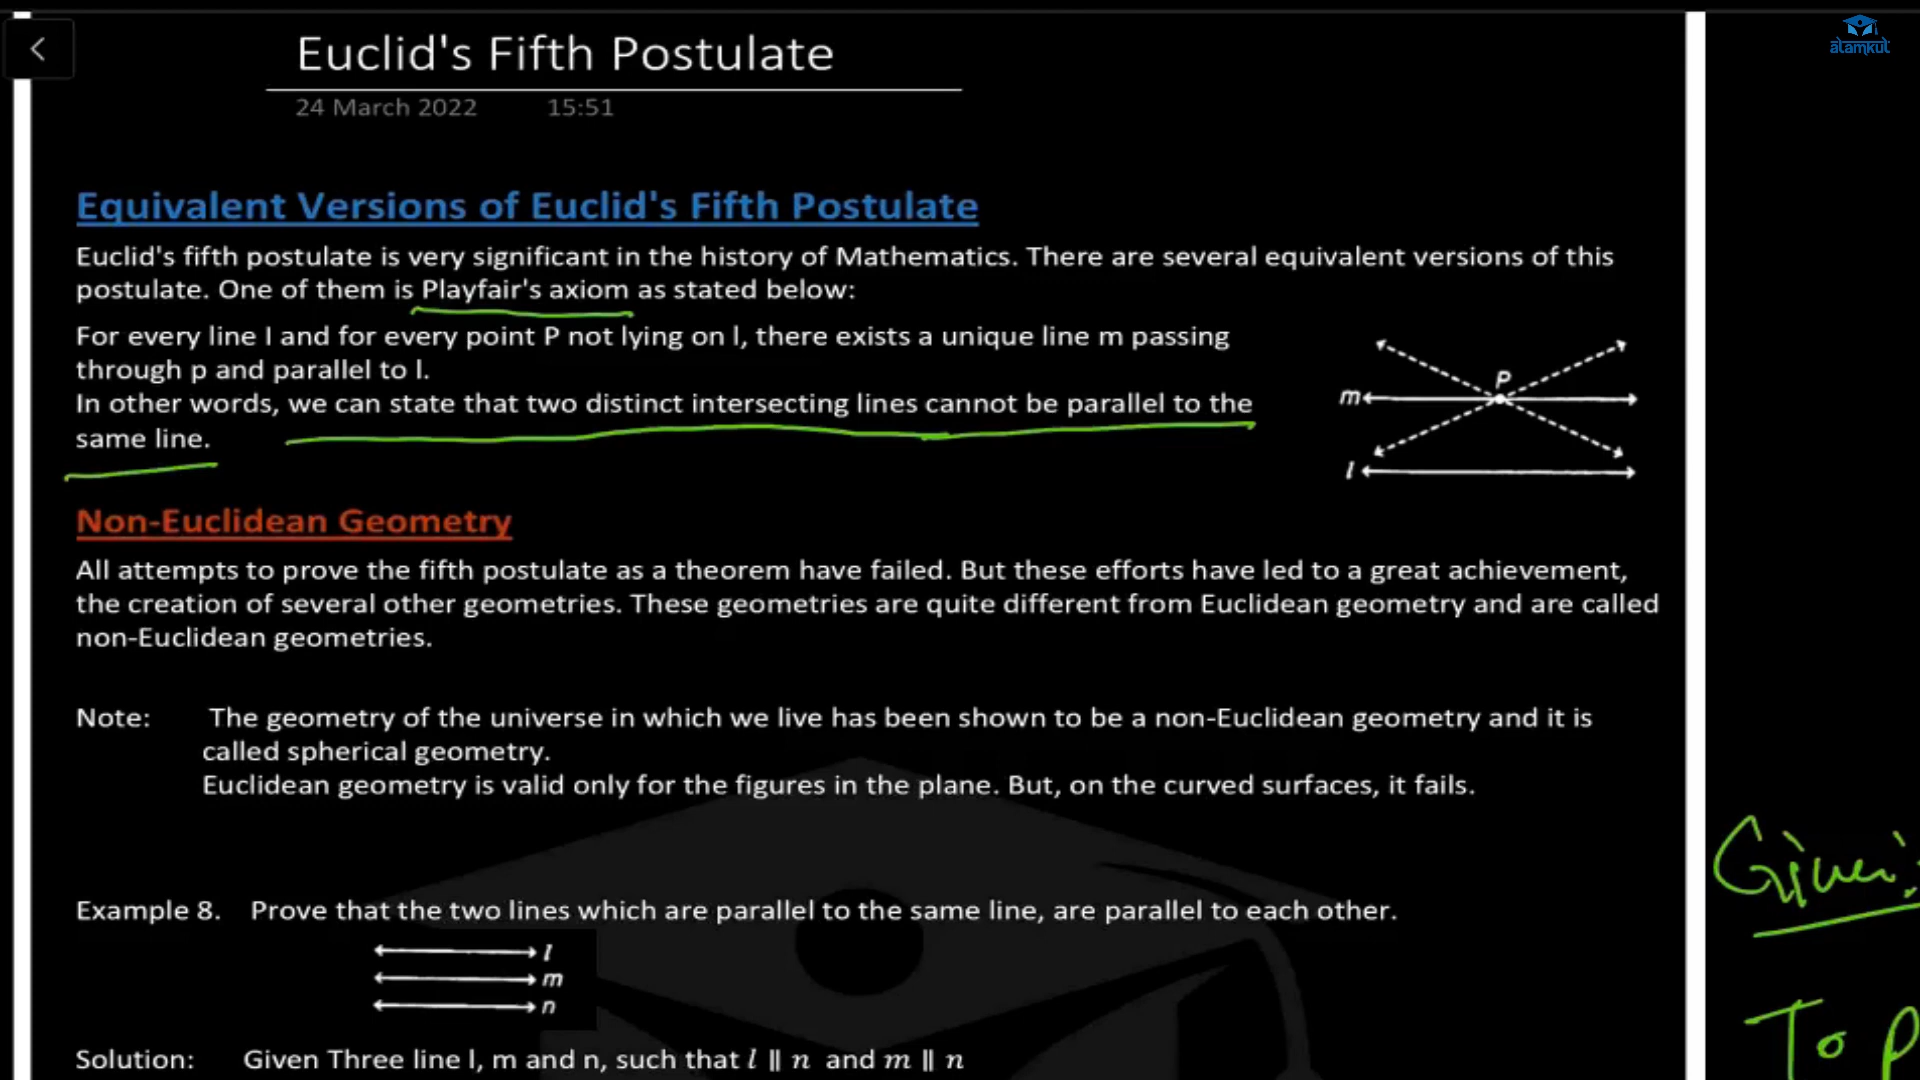 alamkul
Euclid's Fifth Postulate
24 March 2022 15:51
Equivalent Versions of Euclid's Fifth Postulate
Euclid's fifth postulate is very significant in the history of Mathematics. There are several equivalent versions of this
postulate. One of them is Playfair's axiom as stated below:
For every line l and for every point P not lying on l, there exists a unique line m passing
through p and parallel to l.
In other words, we can state that two distinct intersecting lines cannot be parallel to the
same line.
P
m
l
Non-Euclidean Geometry
All attempts to prove the fifth postulate as a theorem have failed. But these efforts have led to a great achievement,
the creation of several other geometries. These geometries are quite different from Euclidean geometry and are called
non-Euclidean geometries.
Note: The geometry of the universe in which we live has been shown to be a non-Euclidean geometry and it is
called spherical geometry.
Euclidean geometry is valid only for the figures in the plane. But, on the curved surfaces, it fails.
Example 8. Prove that the two lines which are parallel to the same line, are parallel to each other.
l
m
n
Solution: Given Three line l, m and n, such that l ∥ n and m ∥ n
To P